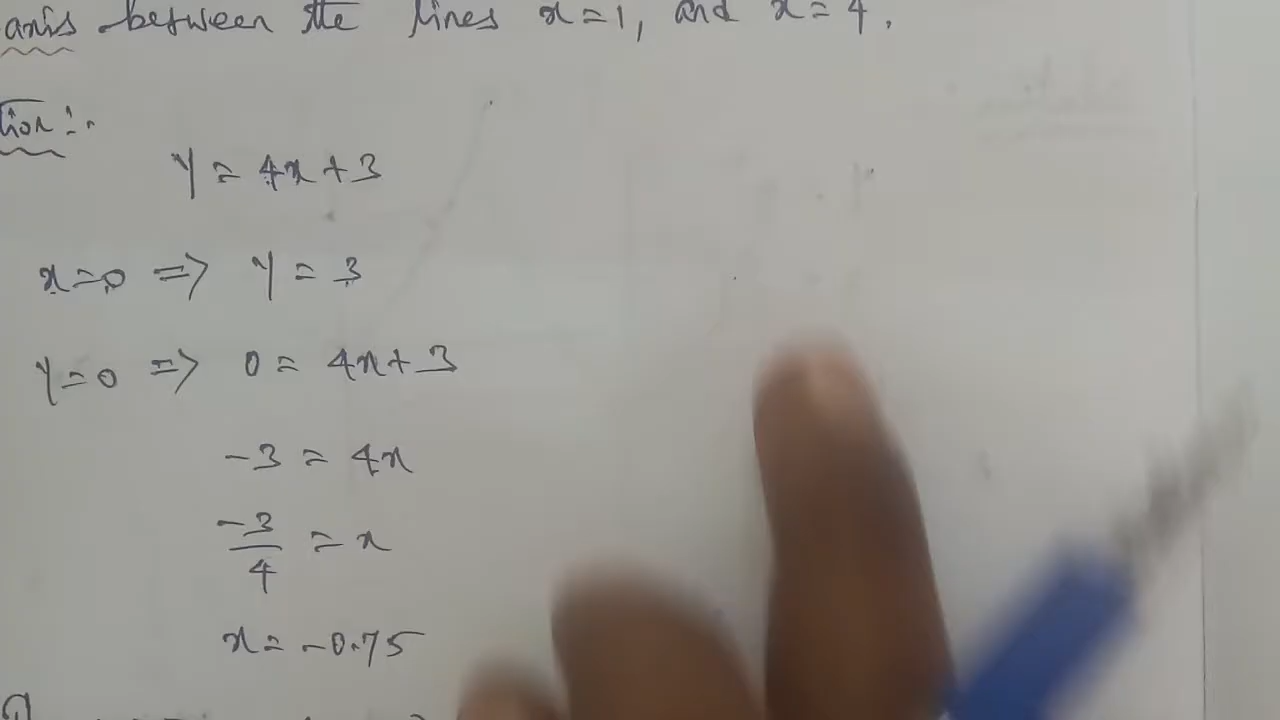 axis between the lines x=1, and x=4.
tion:-
y = 4x+3
x=0 => y = 3
y=0 => 0 = 4x+3
-3 = 4x
-3/4 = x
x = -0.75